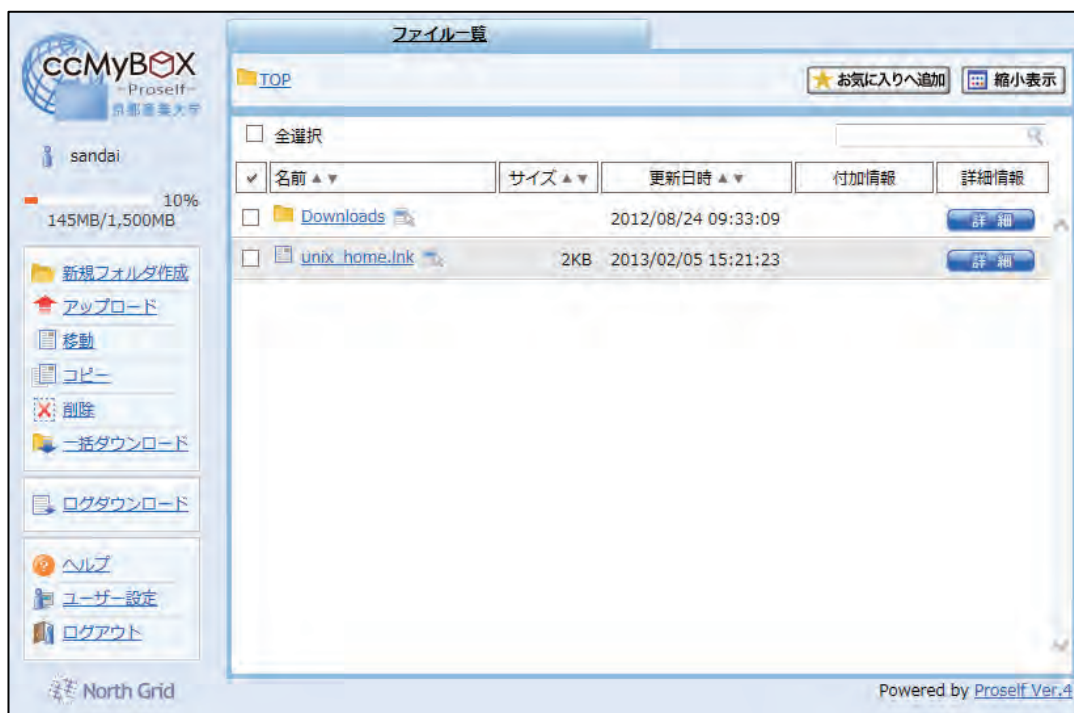 ccMyBOX
-Proself-
京都産業大学
sandai
10%
145MB/1,500MB
新規フォルダ作成
アップロード
移動
コピー
削除
一括ダウンロード
ログダウンロード
ヘルプ
ユーザー設定
ログアウト
North Grid
ファイル一覧
TOP
お気に入りへ追加 縮小表示
全選択
名前▲▼ サイズ▲▼ 更新日時▲▼ 付加情報 詳細情報
Downloads 2012/08/24 09:33:09 詳細
unix_home.lnk 2KB 2013/02/05 15:21:23 詳細
Powered by Proself Ver.4